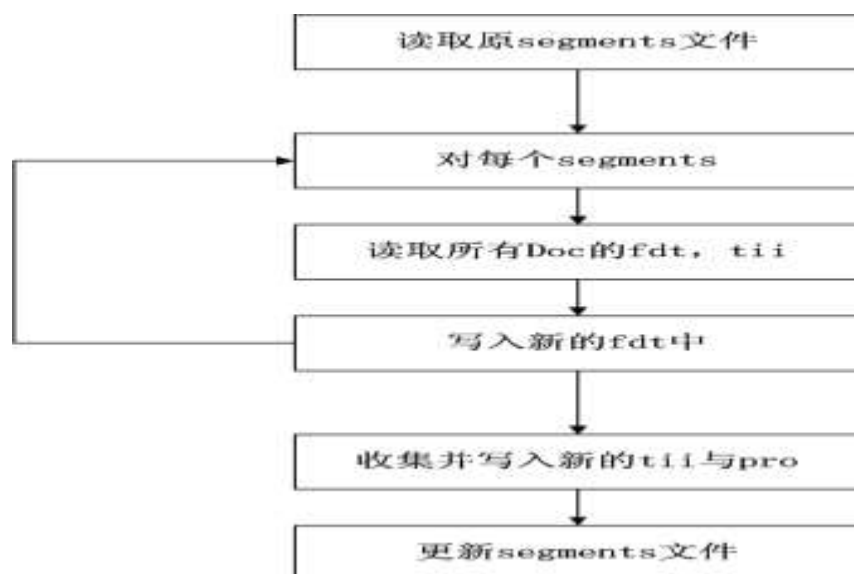 读取原segments文件
对每个segments
读取所有Doc的fdt，tii
写入新的fdt中
收集并写入新的tii与pro
更新segments文件